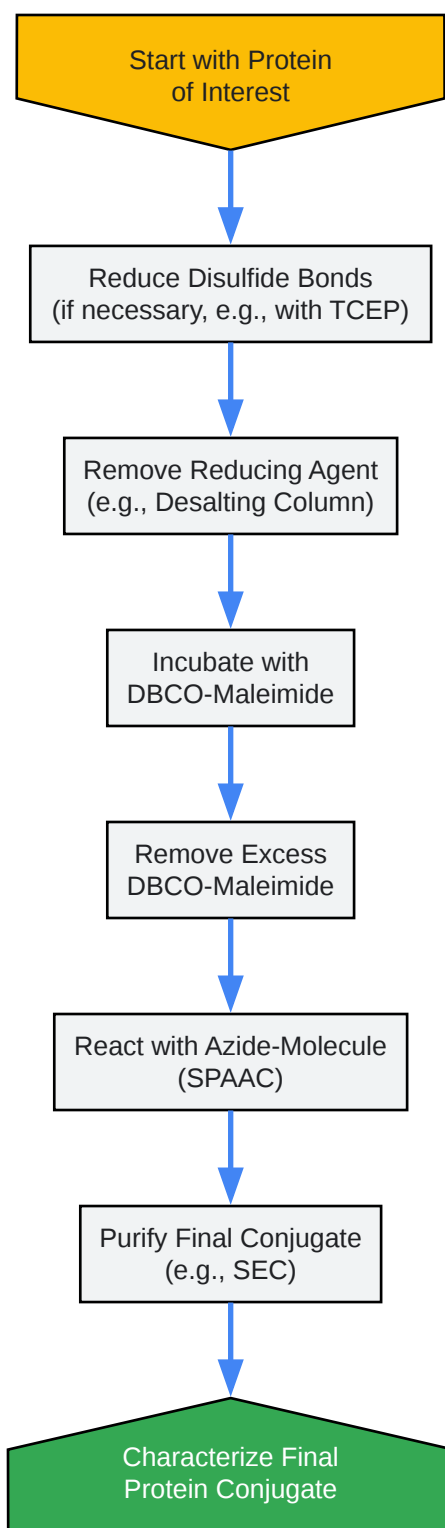 Start with Protein
of Interest
Reduce Disulfide Bonds
(if necessary, e.g., with TCEP)
Remove Reducing Agent
(e.g., Desalting Column)
Incubate with
DBCO-Maleimide
Remove Excess
DBCO-Maleimide
React with Azide-Molecule
(SPAAC)
Purify Final Conjugate
(e.g., SEC)
Characterize Final
Protein Conjugate